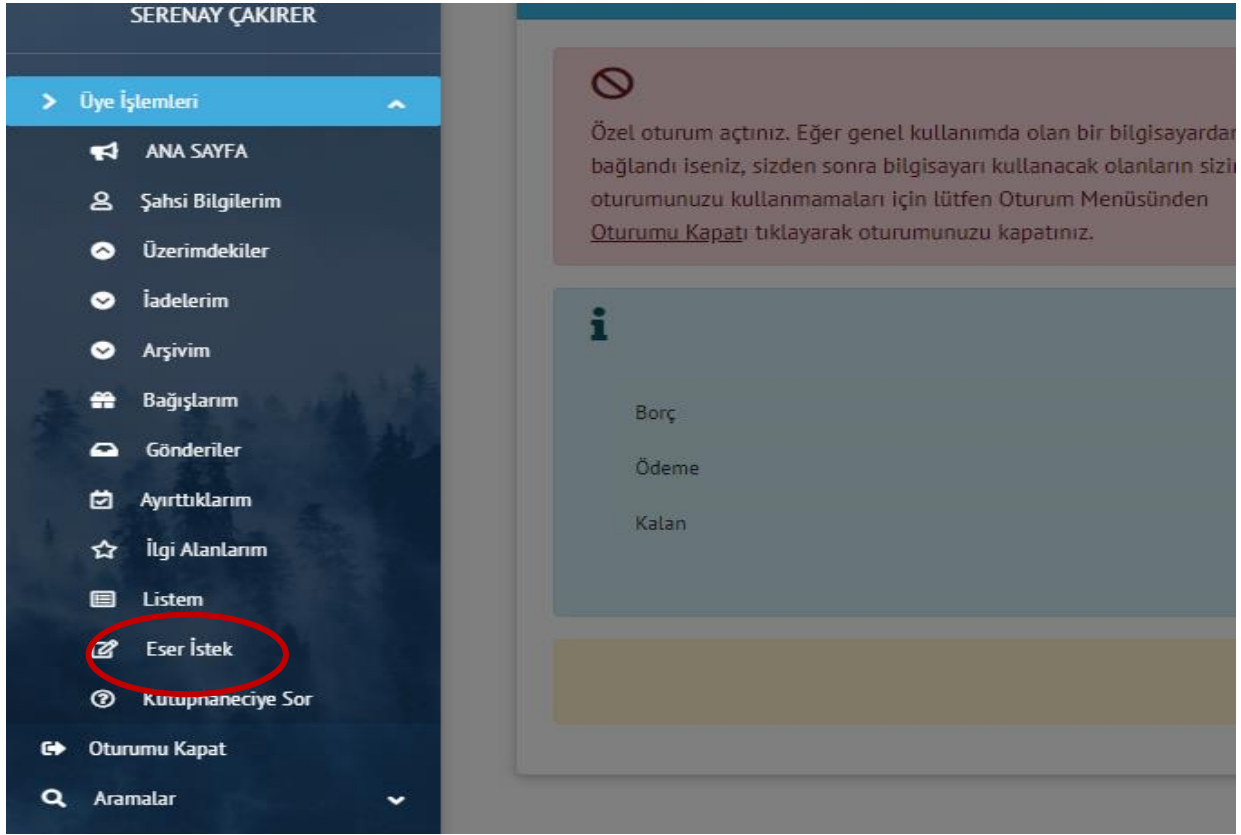 SERENAY ÇAKIRER
Üye İşlemleri
ANA SAYFA
Şahsi Bilgilerim
Üzerimdekiler
İadelerim
Arşivim
Bağışlarım
Gönderiler
Ayırttıklarım
İlgi Alanlarım
Listem
Eser İstek
Kütüphaneciye Sor
Oturumu Kapat
Aramalar
Özel oturum açtınız. Eğer genel kullanımda olan bir bilgisayardan
bağlandı iseniz, sizden sonra bilgisayarı kullanacak olanların sizin
oturumunuzu kullanmamaları için lütfen Oturum Menüsünden
Oturumu Kapatı tıklayarak oturumunuzu kapatınız.
Borç
Ödeme
Kalan